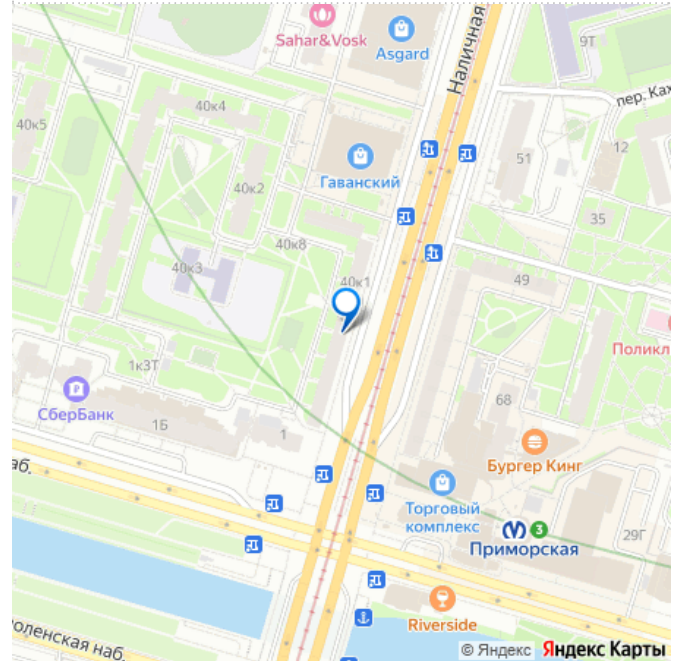 Sahar&Vosk
Asgard
Наличная
9Т
пер. Ках
40к5
40к4
12
51
Гаванский
40к2
35
40к8
40к3
40к1
49
Поликл
1к3Т
СберБанк
68
1Б
1
Бургер Кинг
аб.
Торговый
комплекс
3
Приморская
29Г
Riverside
оленская наб.
© Яндекс Яндекс Карты